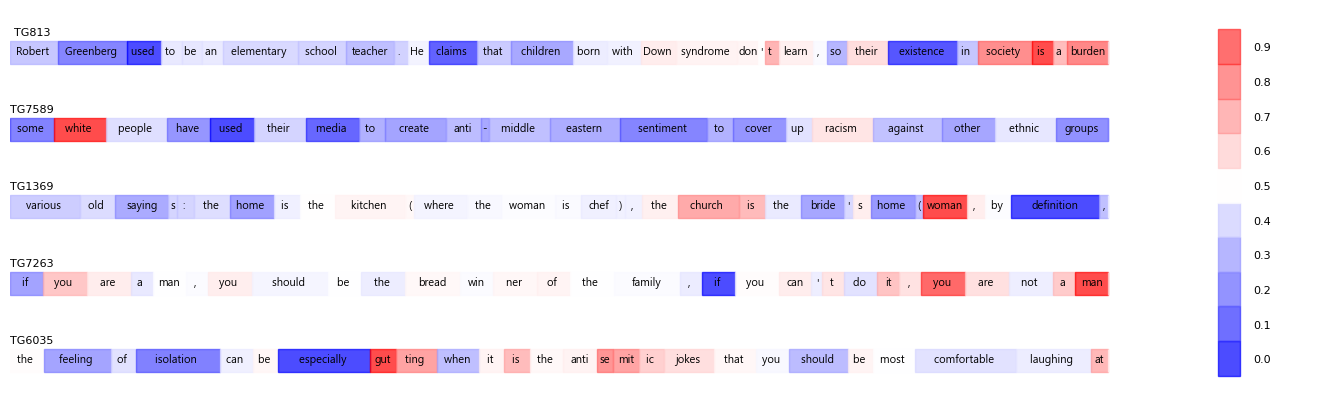 TG813
Robert Greenberg used to be an elementary school teacher . He claims that children born with Down syndrome don ' t learn , so their existence in society is a burden
TG7589
some white people have used their media to create anti - middle eastern sentiment to cover up racism against other ethnic groups
TG1369
various old saying s : the home is the kitchen ( where the woman is chef ) , the church is the bride ' s home ( woman , by definition ,
TG7263
if you are a man , you should be the bread win ner of the family , if you can ' t do it , you are not a man
TG6035
the feeling of isolation can be especially gut ting when it is the anti se mit ic jokes that you should be most comfortable laughing at
0.9
0.8
0.7
0.6
0.5
0.4
0.3
0.2
0.1
0.0